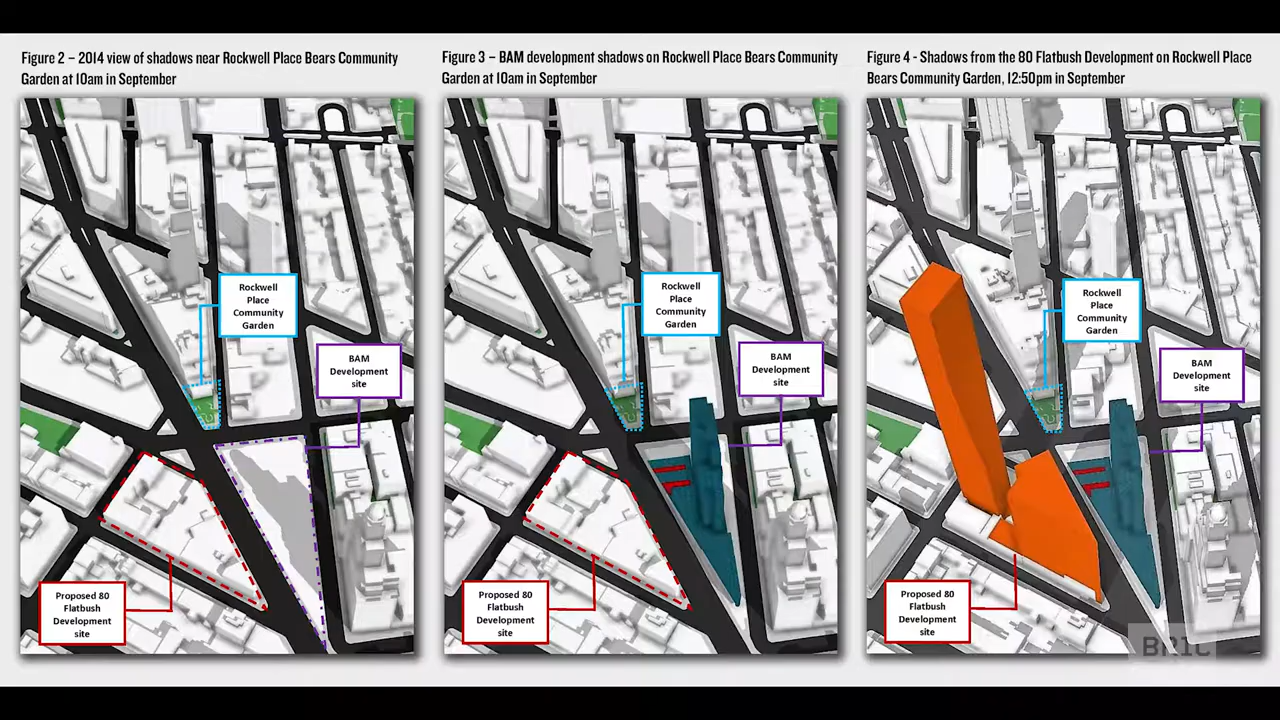 Figure 2 – 2014 view of shadows near Rockwell Place Bears Community
Garden at 10am in September
Rockwell
Place
Community
Garden
BAM
Development
site
Proposed 80
Flatbush
Development
site
Figure 3 – BAM development shadows on Rockwell Place Bears Community
Garden at 10am in September
Rockwell
Place
Community
Garden
BAM
Development
site
Proposed 80
Flatbush
Development
site
Figure 4 - Shadows from the 80 Flatbush Development on Rockwell Place
Bears Community Garden, 12:50pm in September
Rockwell
Place
Community
Garden
BAM
Development
site
Proposed 80
Flatbush
Development
site
BRIC